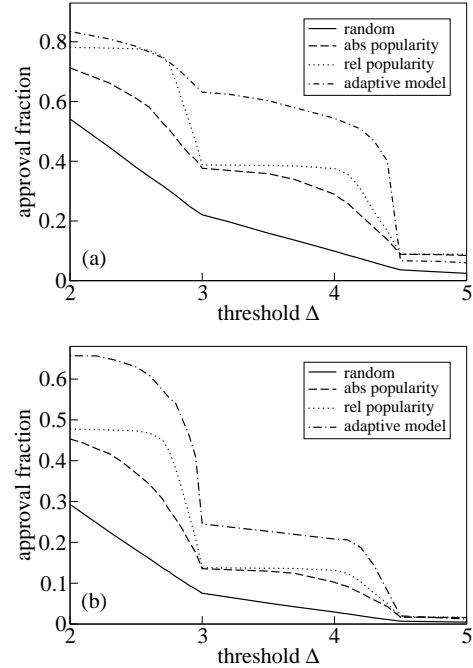 approval fraction
0.8
0.6
0.4
0.2
0
random
abs popularity
rel popularity
adaptive model
(a)
2 3 4 5
threshold Δ
approval fraction
0.6
0.5
0.4
0.3
0.2
0.1
0
random
abs popularity
rel popularity
adaptive model
(b)
2 3 4 5
threshold Δ